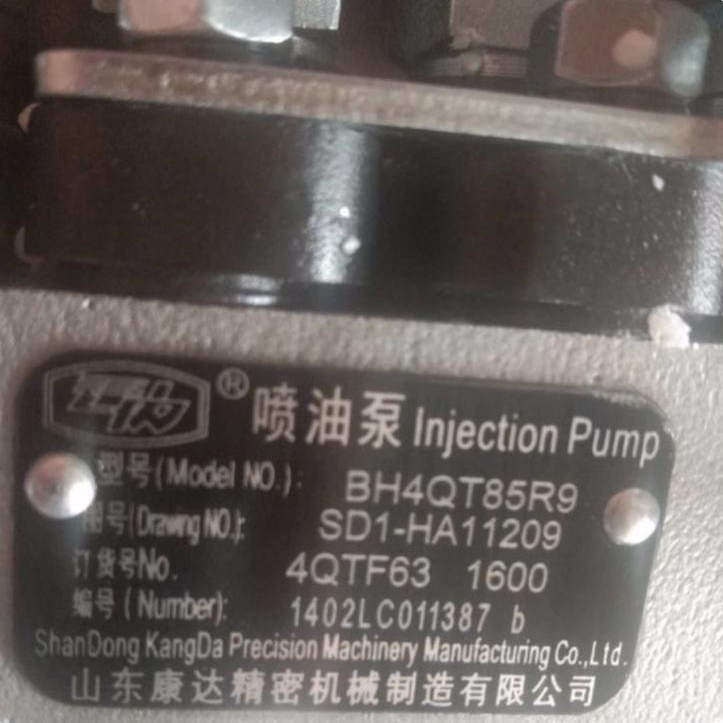 ® 喷油泵 Injection Pump
型号(Model NO.): BH4QT85R9
图号(Drawing NO.): SD1-HA11209
订货号No. 4QTF63 1600
编号(Number): 1402LC011387 b
ShanDong KangDa Precision Machinery Manufacturing Co.,Ltd.
山东康达精密机械制造有限公司